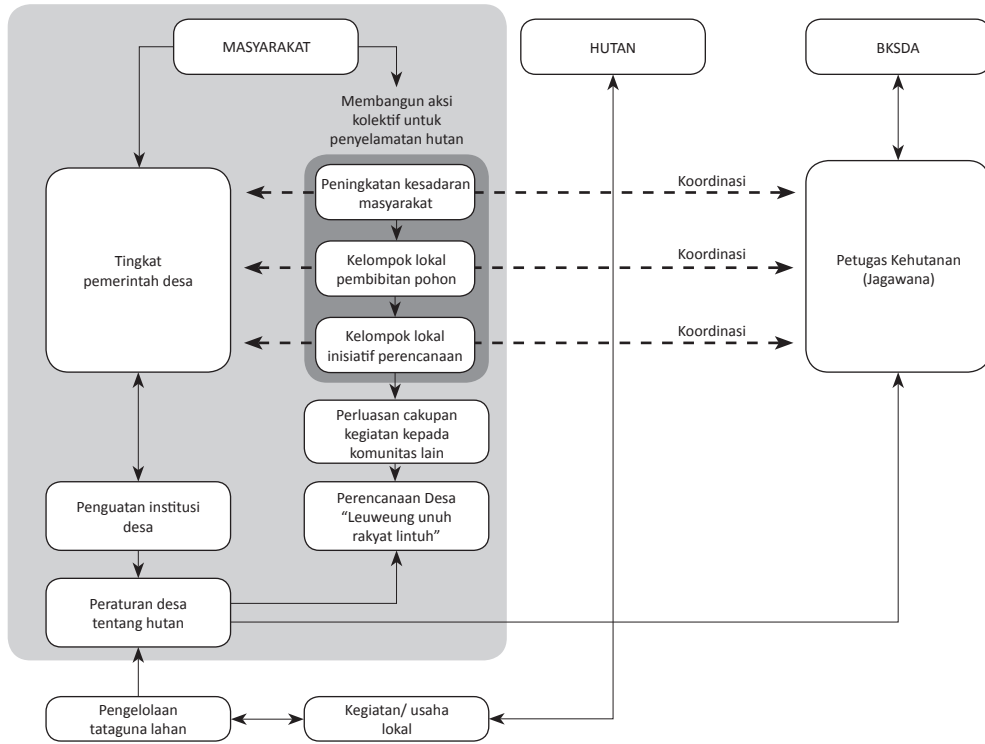 MASYARAKAT
HUTAN
BKSDA
Membangun aksi
kolektif untuk
penyelamatan hutan
Peningkatan kesadaran
masyarakat
Koordinasi
Tingkat
pemerintah desa
Kelompok lokal
pembibitan pohon
Koordinasi
Petugas Kehutanan
(Jagawana)
Kelompok lokal
inisiatif perencanaan
Koordinasi
Perluasan cakupan
kegiatan kepada
komunitas lain
Penguatan institusi
desa
Perencanaan Desa
“Leuweung unuh
rakyat lintuh”
Peraturan desa
tentang hutan
Pengelolaan
tataguna lahan
Kegiatan/ usaha
lokal